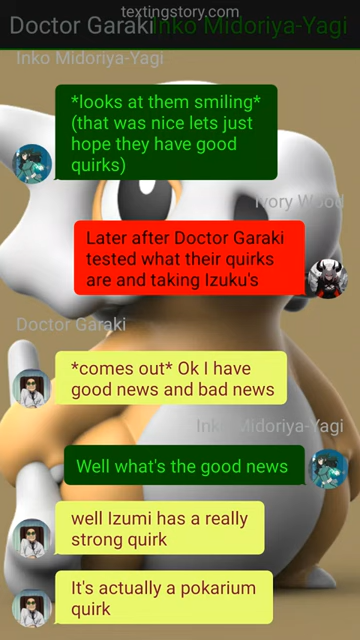 textingstory.com
Doctor Garaki Inko Midoriya-Yagi
Inko Midoriya-Yagi
*looks at them smiling*
(that was nice lets just
hope they have good
quirks)
Ivory Wood
Later after Doctor Garaki
tested what their quirks
are and taking Izuku's
Doctor Garaki
*comes out* Ok I have
good news and bad news
Inko Midoriya-Yagi
Well what's the good news
well Izumi has a really
strong quirk
It's actually a pokarium
quirk